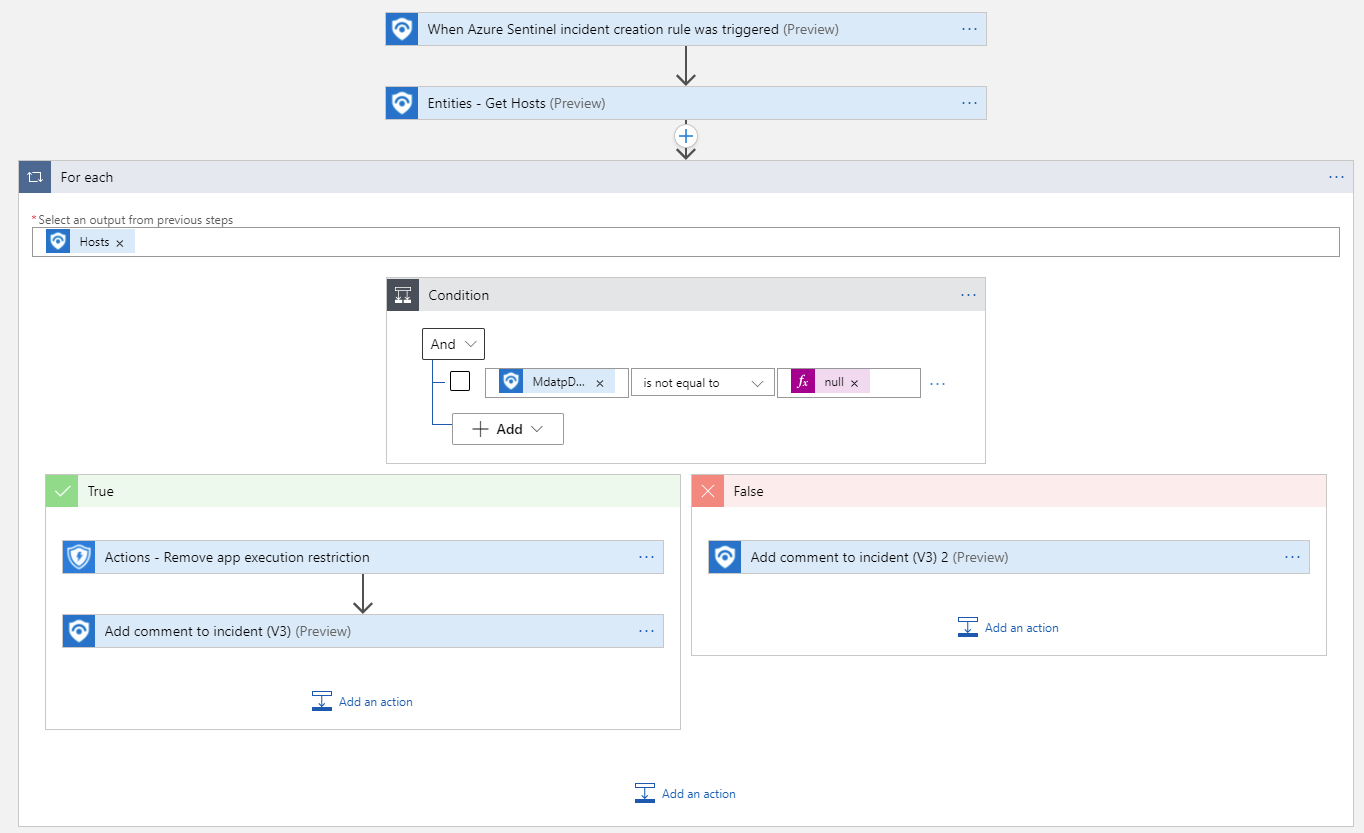 When Azure Sentinel incident creation rule was triggered (Preview)
Entities - Get Hosts (Preview)
For each
*Select an output from previous steps
Hosts
Condition
And
MdatpD... is not equal to fx null
Add
True
False
Actions - Remove app execution restriction
Add comment to incident (V3) 2 (Preview)
Add comment to incident (V3) (Preview)
Add an action
Add an action
Add an action